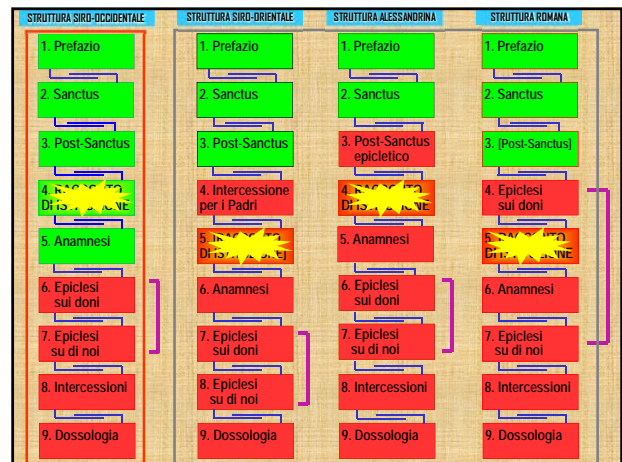 STRUTTURA SIRO-OCCIDENTALE
1. Prefazio
2. Sanctus
3. Post-Sanctus
4.
DI
5. Anamnesi
6. Epiclesi
sui doni
7. Epiclesi
su di noi
8. Intercessioni
9. Dossologia
STRUTTURA SIRO-ORIENTALE
1. Prefazio
2. Sanctus
3. Post-Sanctus
4. Intercessione
per i Padri
5.
DI
6. Anamnesi
7. Epiclesi
sui doni
8. Epiclesi
su di noi
9. Dossologia
STRUTTURA ALESSANDRINA
1. Prefazio
2. Sanctus
3. Post-Sanctus
epicletico
4.
DI
5. Anamnesi
6. Epiclesi
sui doni
7. Epiclesi
su di noi
8. Intercessioni
9. Dossologia
STRUTTURA ROMANA
1. Prefazio
2. Sanctus
3. [Post-Sanctus]
4. Epiclesi
sui doni
5.
DI
6. Anamnesi
7. Epiclesi
su di noi
8. Intercessioni
9. Dossologia